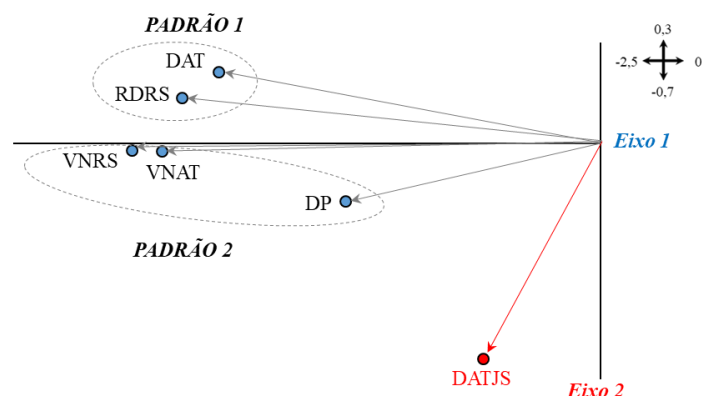 PADRÃO 1
0,3
DAT
-2,5
0
RDRS
-0,7
Eixo 1
VNRS
VNAT
DP
PADRÃO 2
DATJS
Eixo 2